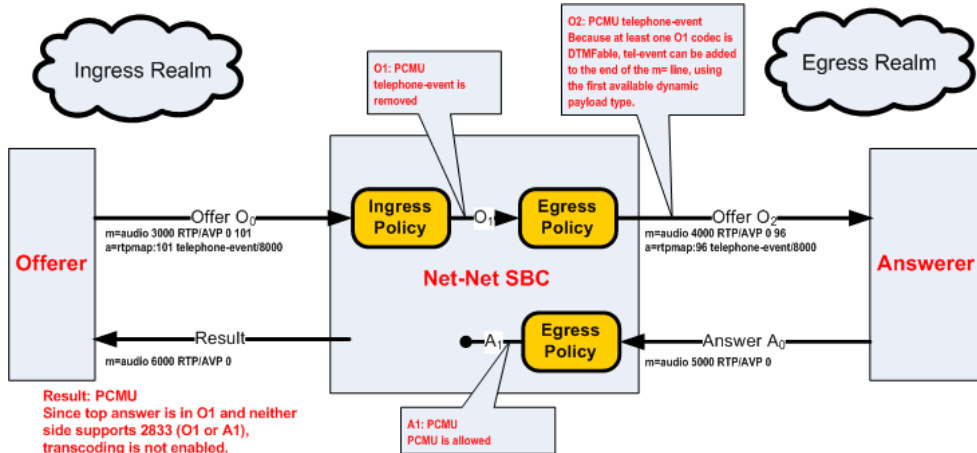 Ingress Realm
Egress Realm
O1: PCMU
telephone-event is
removed
O2: PCMU telephone-event
Because at least one O1 codec is
DTMFable, tel-event can be added
to the end of the m= line, using
the first available dynamic
payload type.
Offerer
Offer O0
m=audio 3000 RTP/AVP 0 101
a=rtpmap:101 telephone-event/8000
Ingress
Policy
O1
Egress
Policy
Offer O2
m=audio 4000 RTP/AVP 0 96
a=rtpmap:96 telephone-event/8000
Net-Net SBC
Answerer
Result
m=audio 6000 RTP/AVP 0
A1
Egress
Policy
Answer A0
m=audio 5000 RTP/AVP 0
Result: PCMU
Since top answer is in O1 and neither
side supports 2833 (O1 or A1),
transcoding is not enabled.
A1: PCMU
PCMU is allowed